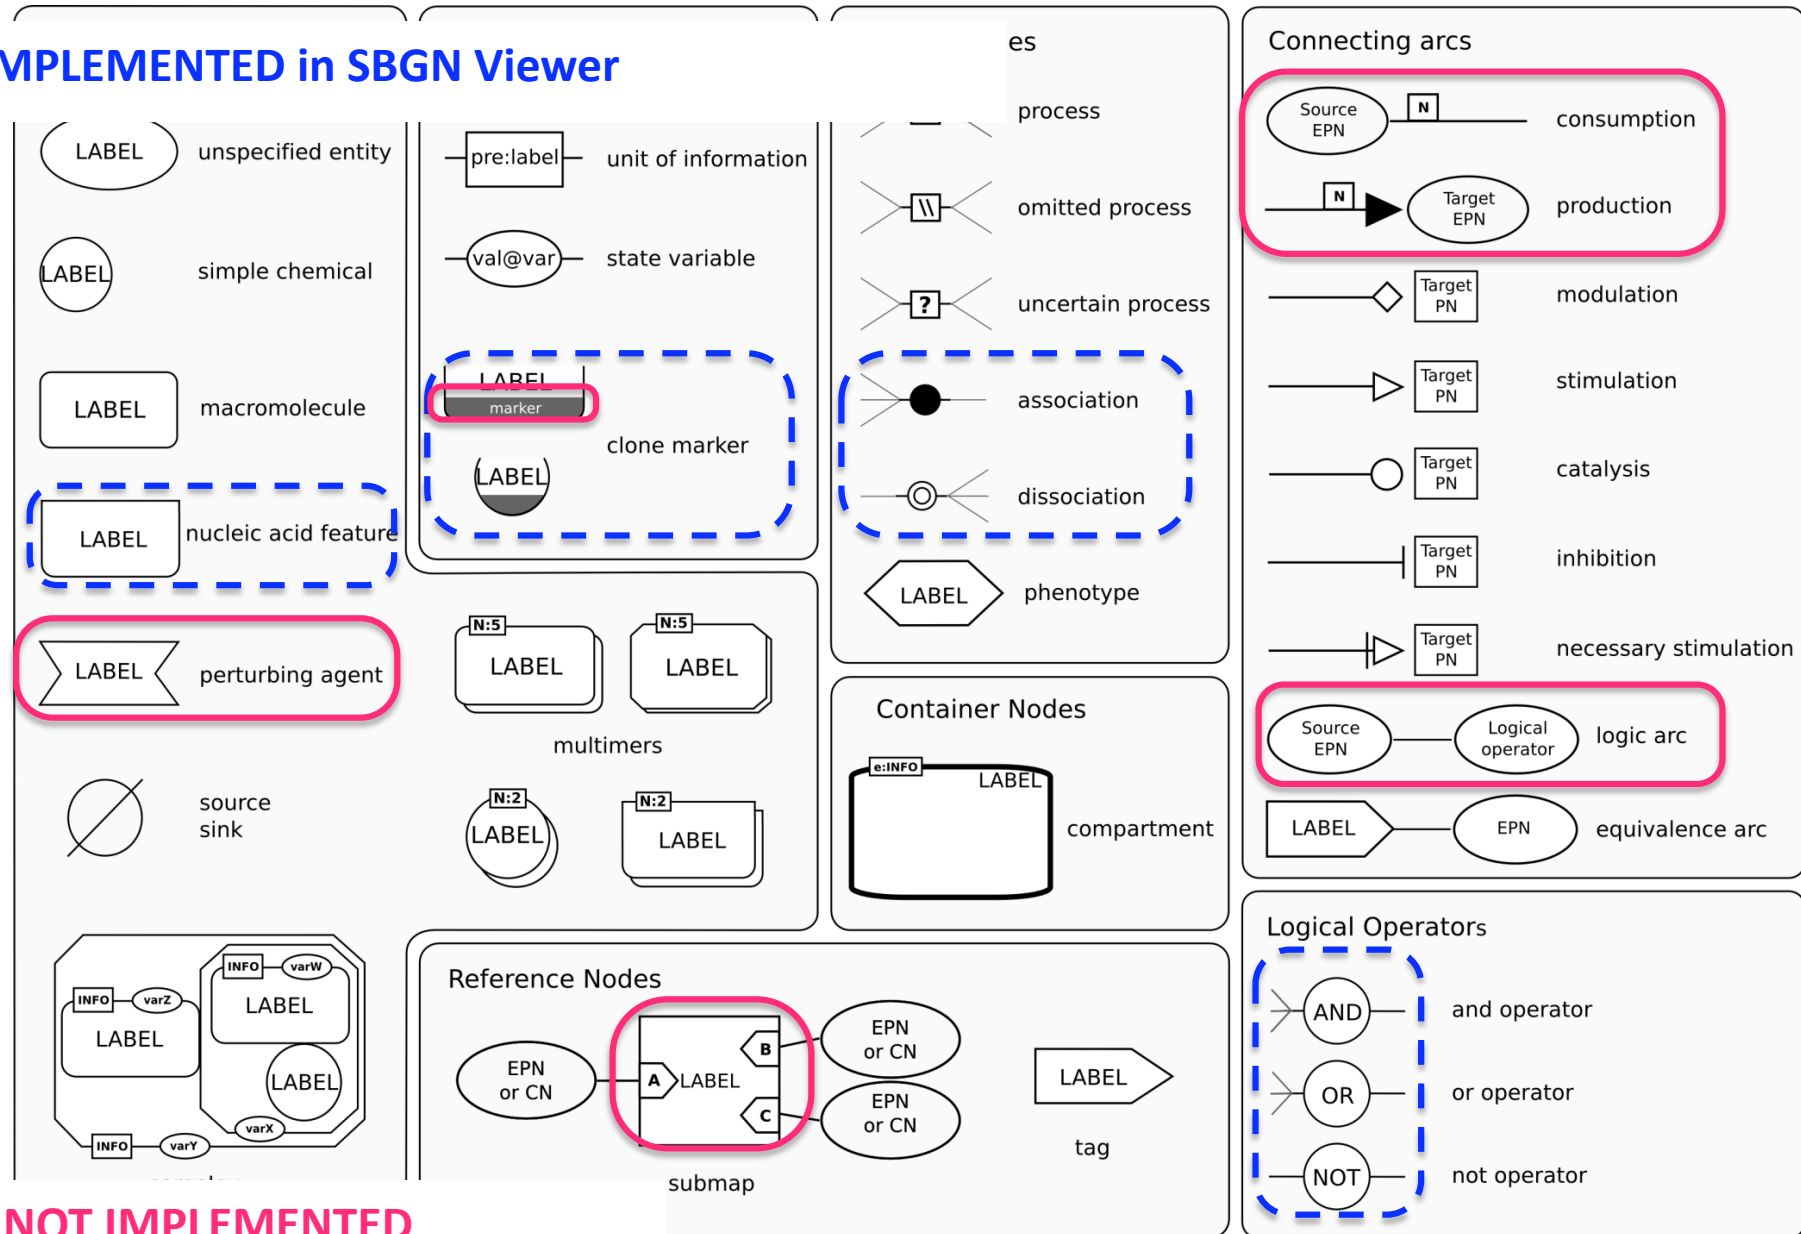 MPLEMENTED in SBGN Viewer
LABEL unspecified entity
LABEL simple chemical
LABEL macromolecule
LABEL nucleic acid feature
LABEL perturbing agent
source
sink
INFO varW
LABEL
INFO varZ
LABEL
LABEL
varX
INFO varY
pre:label unit of information
val@var state variable
LABEL
marker
clone marker
LABEL
N:5
LABEL
N:5
LABEL
multimers
N:2
LABEL
N:2
LABEL
es
process
\\ omitted process
? uncertain process
association
dissociation
LABEL phenotype
Container Nodes
e:INFO
LABEL
compartment
Reference Nodes
EPN
or CN
A LABEL
B
C
EPN
or CN
EPN
or CN
submap
LABEL
tag
Connecting arcs
Source
EPN
N
consumption
N
Target
EPN
production
Target
PN
modulation
Target
PN
stimulation
Target
PN
catalysis
Target
PN
inhibition
Target
PN
necessary stimulation
Source
EPN
Logical
operator
logic arc
LABEL EPN equivalence arc
Logical Operators
AND and operator
OR or operator
NOT not operator
NOT IMPLEMENTED